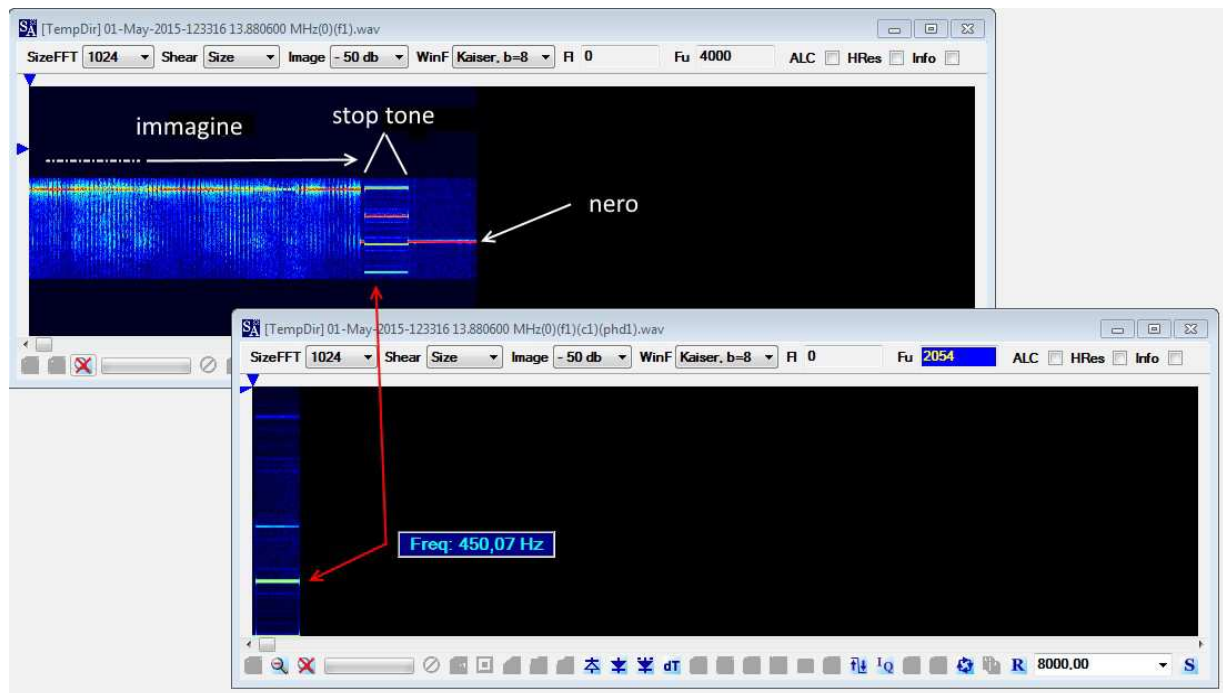 SA [TempDir] 01-May-2015-123316 13.880600 MHz(0)(f1).wav
SizeFFT 1024 Shear Size Image - 50 db WinF Kaiser, b=8 Fl 0 Fu 4000 ALC HRes Info
immagine
stop tone
nero
SA [TempDir] 01-May-2015-123316 13.880600 MHz(0)(f1)(c1)(phd1).wav
SizeFFT 1024 Shear Size Image - 50 db WinF Kaiser, b=8 Fl 0 Fu 2054 ALC HRes Info
Freq: 450,07 Hz
dT IQ R 8000,00 S